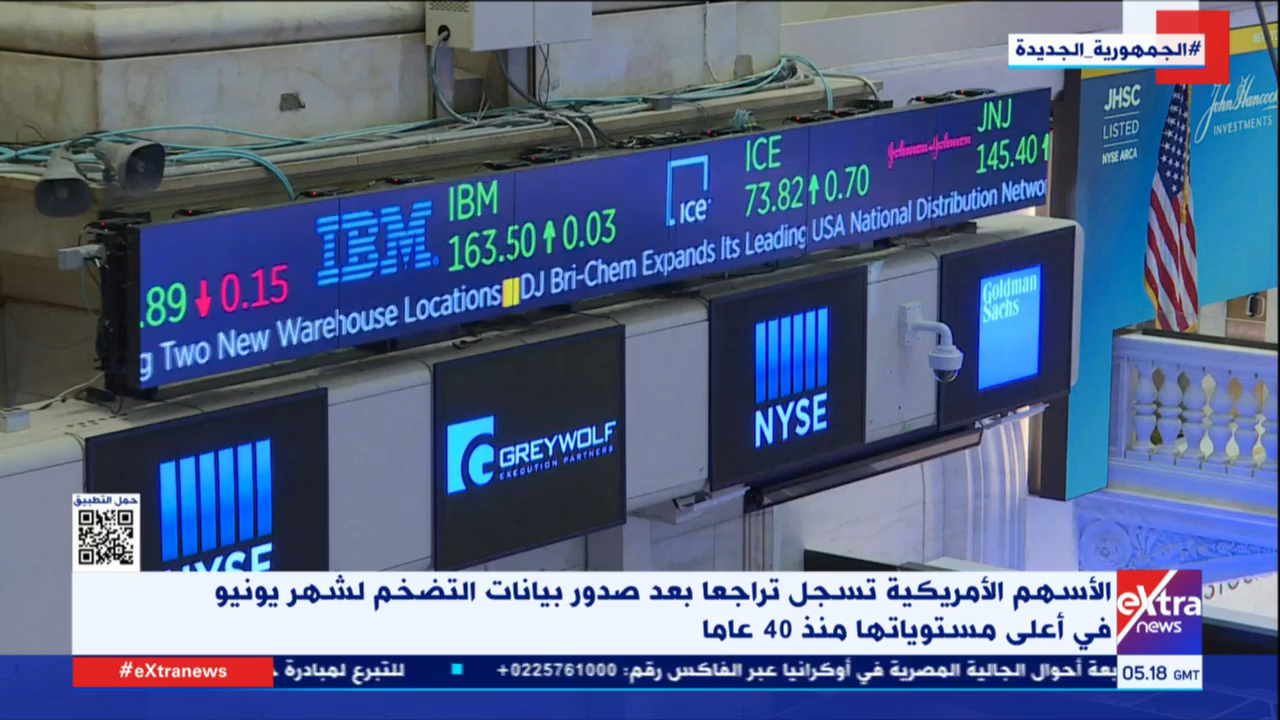 #الجمهورية_الجديدة
JHSC
LISTED
NYSE ARCA
John Hancock
INVESTMENTS
.89 0.15
IBM.
IBM
163.50 0.03
ice
ICE
73.82 0.70
Johnson & Johnson
JNJ
145.40
g Two New Warehouse Locations DJ Bri-Chem Expands Its Leading USA National Distribution Netwo
NYSE
GREYWOLF
EXECUTION PARTNERS
NYSE
Goldman
Sachs
حمل التطبيق
الأسهم الأمريكية تسجل تراجعا بعد صدور بيانات التضخم لشهر يونيو
في أعلى مستوياتها منذ 40 عاما
eXtra
news
#eXtranews
بعة أحوال الجالية المصرية في أوكرانيا عبر الفاكس رقم: 0225761000+ للتبرع لمبادرة
05.18 GMT